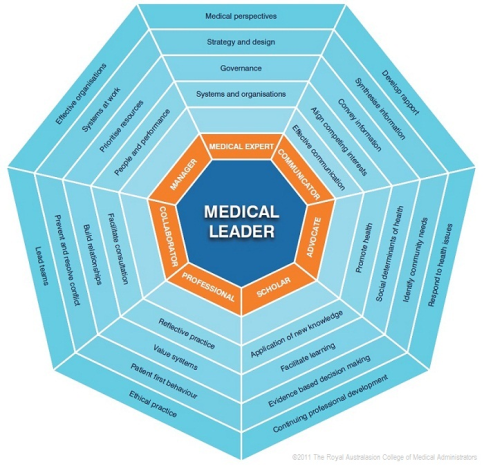 Medical perspectives
Strategy and design
Governance
Systems and organisations
MEDICAL EXPERT
Develop rapport
Synthesise information
Convey information
Align competing interests
Effective communication
COMMUNICATOR
Respond to health issues
Identify community needs
Social determinants of health
Promote health
ADVOCATE
SCHOLAR
Application of new knowledge
Facilitate learning
Evidence based decision making
Continuing professional development
PROFESSIONAL
Reflective practice
Value systems
Patient first behaviour
Ethical practice
COLLABORATOR
Facilitate consultation
Build relationships
Prevent and resolve conflict
Lead teams
MANAGER
People and performance
Prioritise resources
Systems at work
Effective organisations
MEDICAL
LEADER
©2011 The Royal Australasian College of Medical Administrators